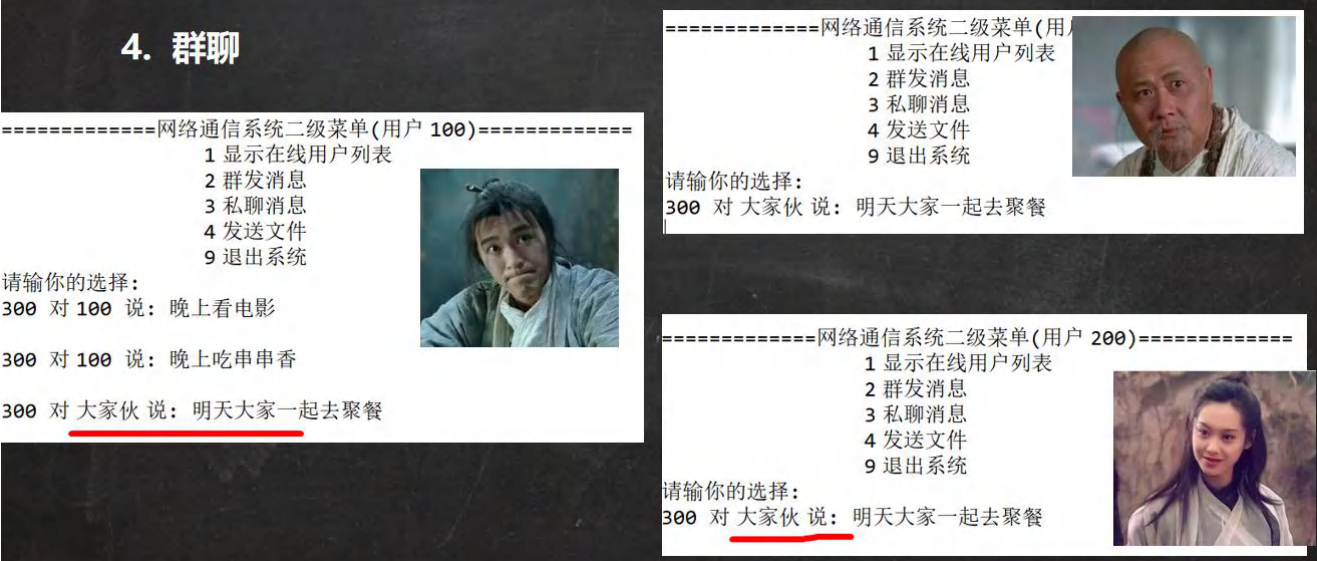 4. 群聊
=============网络通信系统二级菜单(用户 100)=============
1 显示在线用户列表
2 群发消息
3 私聊消息
4 发送文件
9 退出系统
请输你的选择:
300 对 100 说: 晚上看电影
300 对 100 说: 晚上吃串串香
300 对 大家伙 说: 明天大家一起去聚餐
=============网络通信系统二级菜单(用
1 显示在线用户列表
2 群发消息
3 私聊消息
4 发送文件
9 退出系统
请输你的选择:
300 对 大家伙 说: 明天大家一起去聚餐
=============网络通信系统二级菜单(用户 200)=============
1 显示在线用户列表
2 群发消息
3 私聊消息
4 发送文件
9 退出系统
请输你的选择:
300 对 大家伙 说: 明天大家一起去聚餐